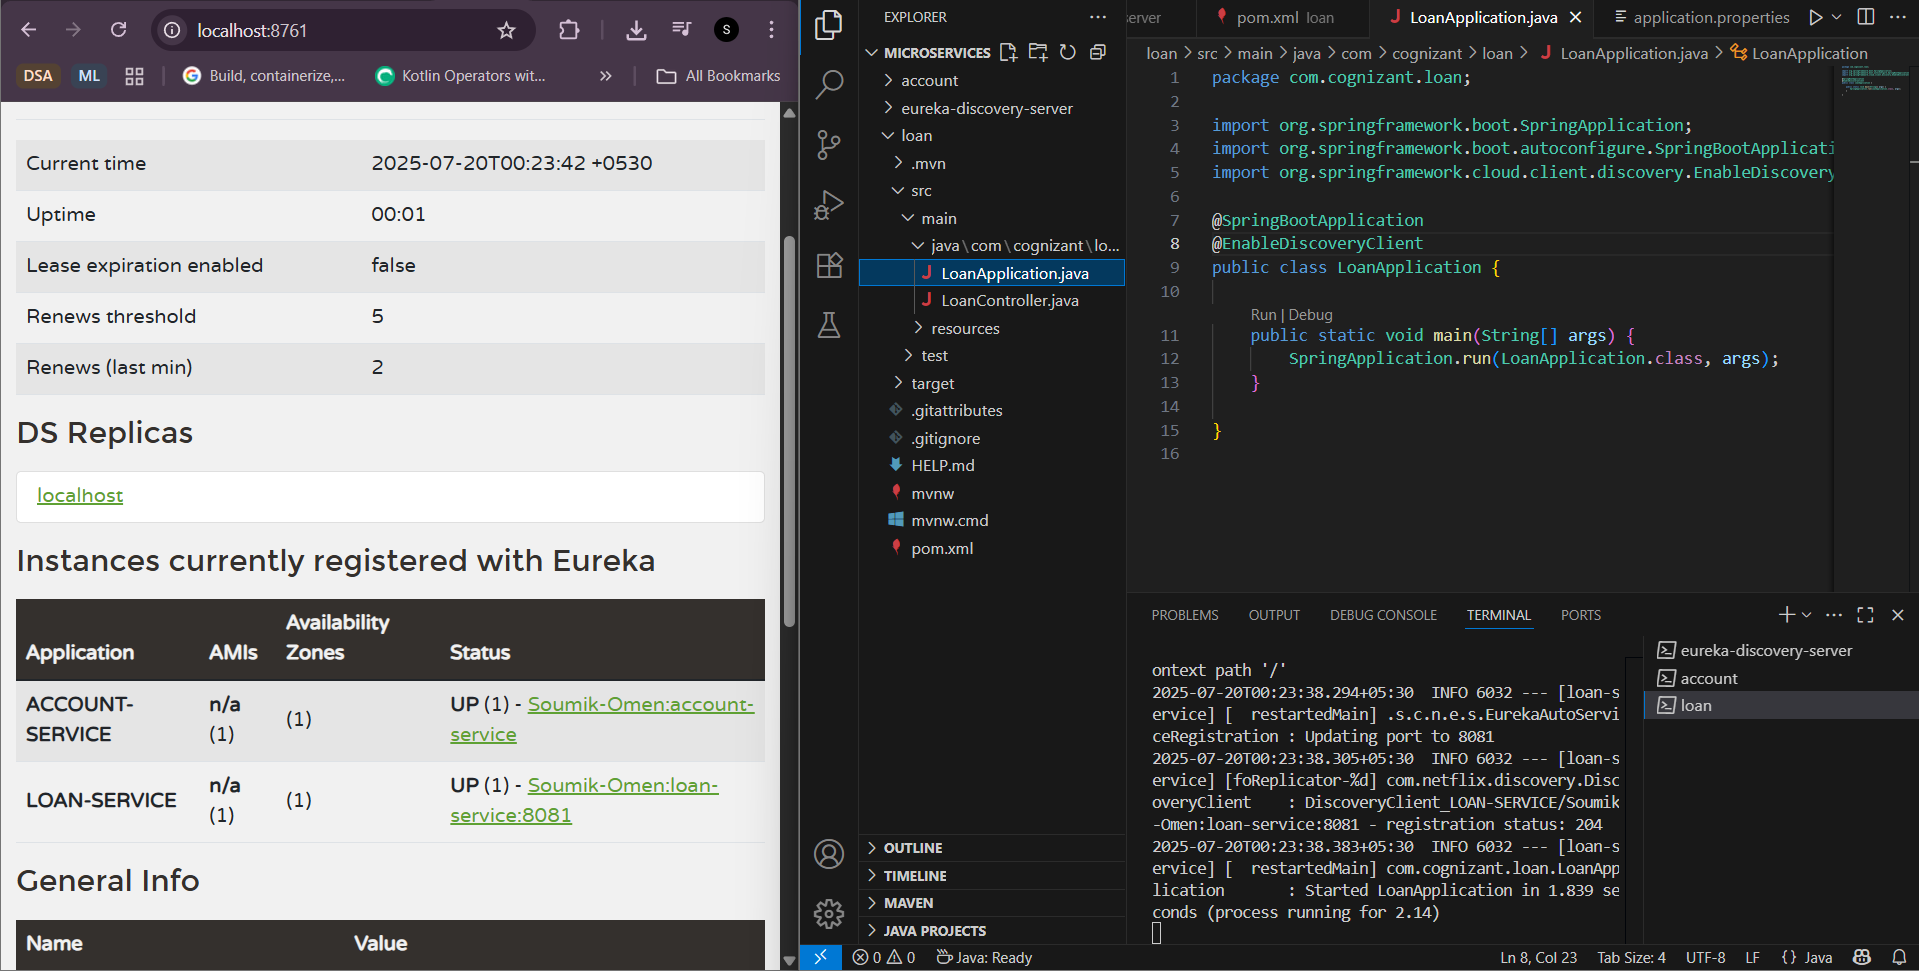 localhost:8761
S
DSA
ML
Build, containerize,...
Kotlin Operators wit...
»
All Bookmarks
Current time 2025-07-20T00:23:42 +0530
Uptime 00:01
Lease expiration enabled false
Renews threshold 5
Renews (last min) 2
DS Replicas
localhost
Instances currently registered with Eureka
Application AMIs Availability Zones Status
ACCOUNT-SERVICE n/a (1) (1) UP (1) - Soumik-Omen:account-service
LOAN-SERVICE n/a (1) (1) UP (1) - Soumik-Omen:loan-service:8081
General Info
Name Value
EXPLORER
MICROSERVICES
account
eureka-discovery-server
loan
.mvn
src
main
java\com\cognizant\lo...
J LoanApplication.java
J LoanController.java
resources
test
target
.gitattributes
.gitignore
HELP.md
mvnw
mvnw.cmd
pom.xml
OUTLINE
TIMELINE
MAVEN
JAVA PROJECTS
server
pom.xml loan
J LoanApplication.java
application.properties
loan > src > main > java > com > cognizant > loan > J LoanApplication.java > LoanApplication
1 package com.cognizant.loan;
2
3 import org.springframework.boot.SpringApplication;
4 import org.springframework.boot.autoconfigure.SpringBootApplicati
5 import org.springframework.cloud.client.discovery.EnableDiscovery
6
7 @SpringBootApplication
8 @EnableDiscoveryClient
9 public class LoanApplication {
10
Run | Debug
11 public static void main(String[] args) {
12 SpringApplication.run(LoanApplication.class, args);
13 }
14
15 }
16
PROBLEMS OUTPUT DEBUG CONSOLE TERMINAL PORTS
ontext path '/'
2025-07-20T00:23:38.294+05:30  INFO 6032 --- [loan-s
ervice] [  restartedMain] .s.c.n.e.s.EurekaAutoServi
ceRegistration : Updating port to 8081
2025-07-20T00:23:38.305+05:30  INFO 6032 --- [loan-s
ervice] [foReplicator-%d] com.netflix.discovery.Disc
overyClient    : DiscoveryClient_LOAN-SERVICE/Soumik
-Omen:loan-service:8081 - registration status: 204
2025-07-20T00:23:38.383+05:30  INFO 6032 --- [loan-s
ervice] [  restartedMain] com.cognizant.loan.LoanApp
lication       : Started LoanApplication in 1.839 se
conds (process running for 2.14)
eureka-discovery-server
account
loan
0 0 Java: Ready
Ln 8, Col 23 Tab Size: 4 UTF-8 LF {} Java